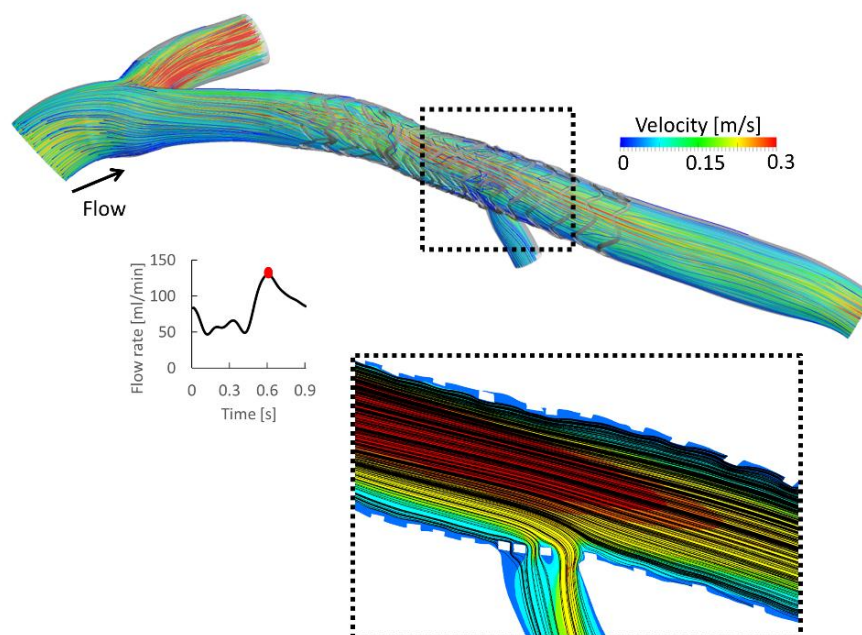 Velocity [m/s]
0 0.15 0.3
Flow
Flow rate [ml/min]
150
100
50
0
0 0.3 0.6 0.9
Time [s]